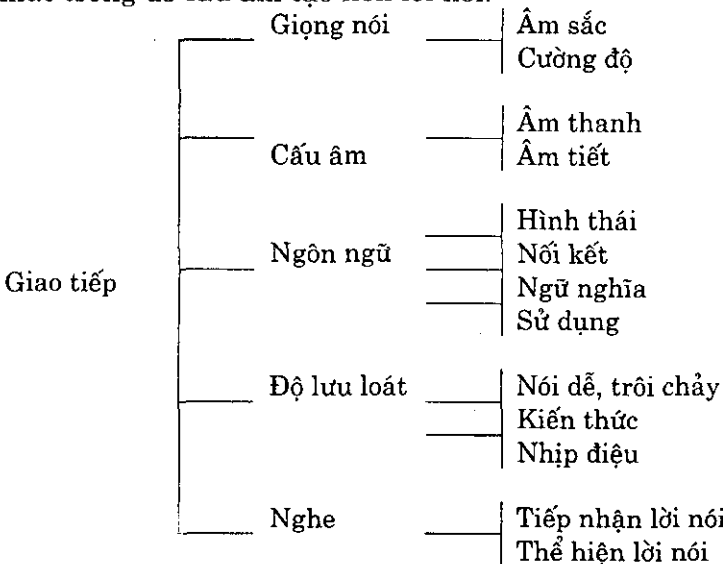 Giọng nói
Âm sắc
Cường độ
Cấu âm
Âm thanh
Âm tiết
Giao tiếp
Ngôn ngữ
Hình thái
Nối kết
Ngữ nghĩa
Sử dụng
Độ lưu loát
Nói dễ, trôi chảy
Kiến thức
Nhịp điệu
Nghe
Tiếp nhận lời nói
Thể hiện lời nói